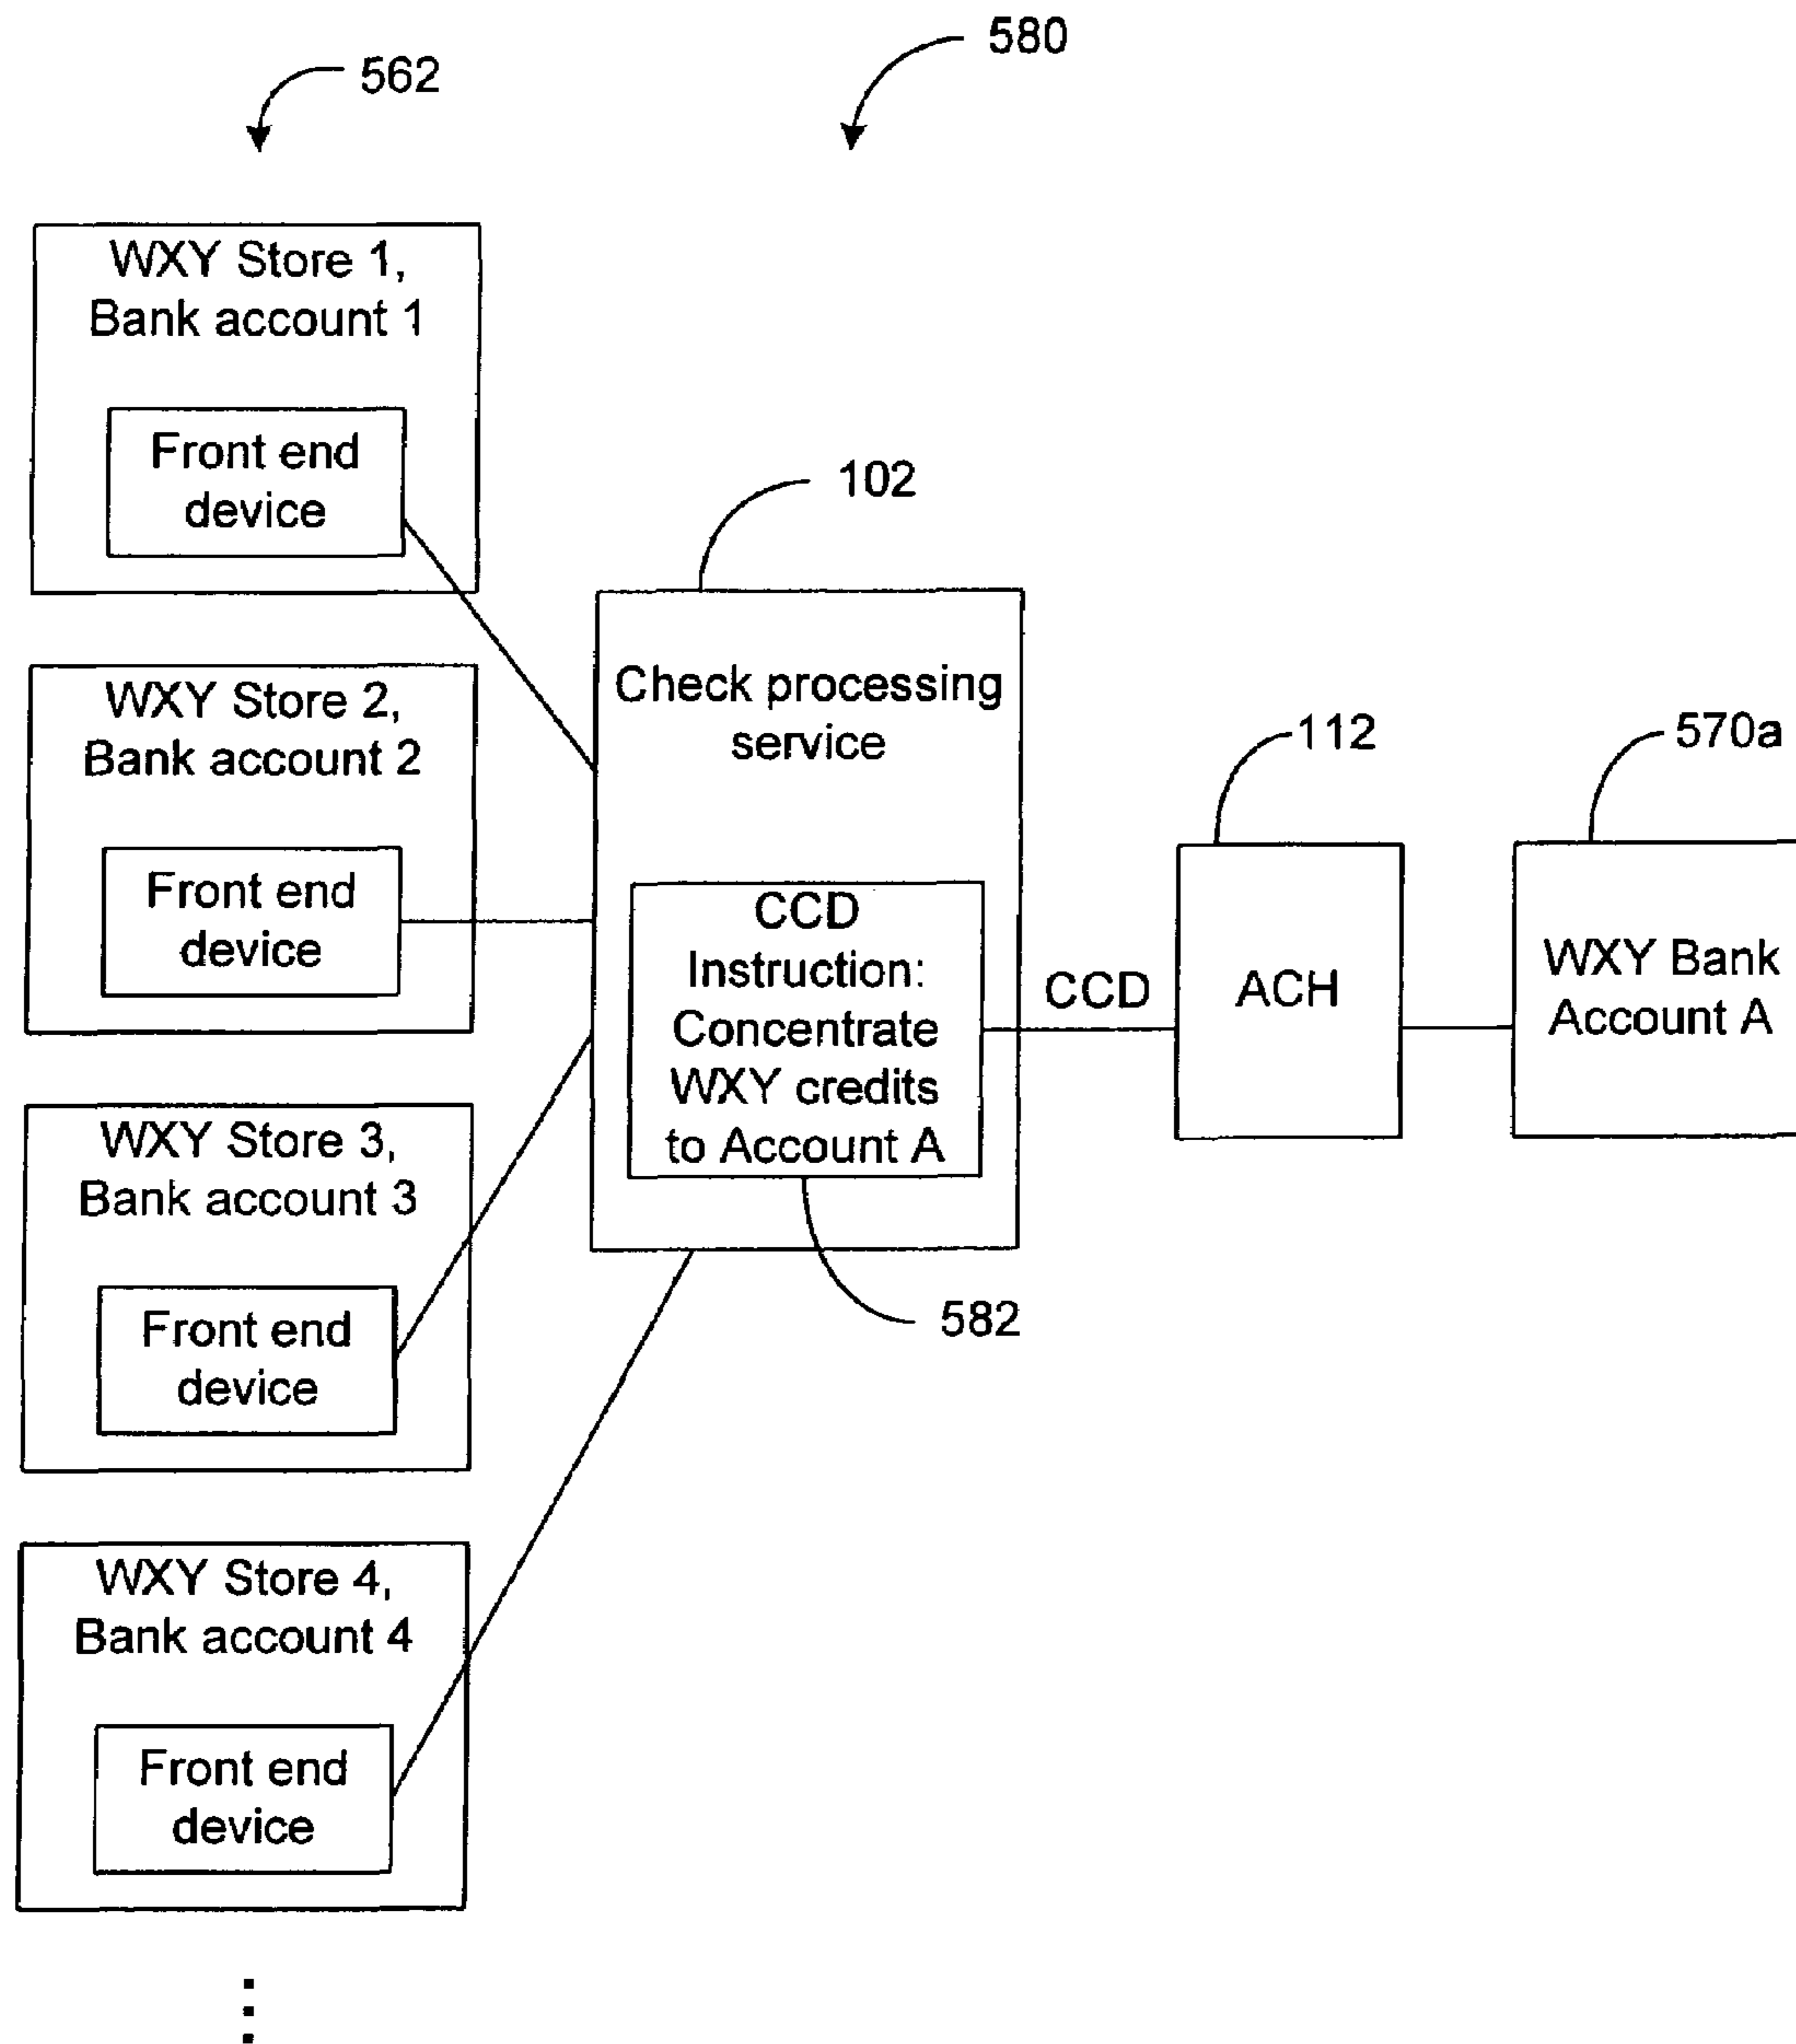 580
562
WXY Store 1,
Bank account 1
Front end
device
102
WXY Store 2,
Bank account 2
Front end
device
Check processing
service
112
570a
CCD
Instruction:
Concentrate
WXY credits
to Account A
CCD
ACH
WXY Bank
Account A
WXY Store 3,
Bank account 3
Front end
device
582
WXY Store 4,
Bank account 4
Front end
device